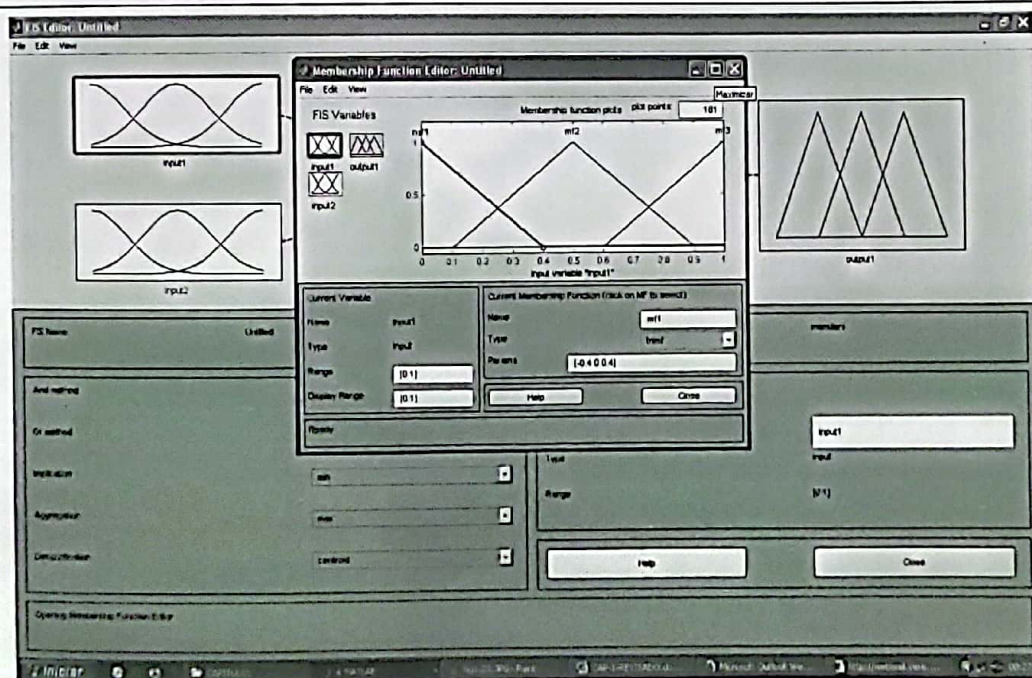 FIS Editor: Untitled
File Edit View
input1
input2
output1
Membership Function Editor: Untitled
File Edit View
Maximizar
FIS Variables
input1 output1
input2
Membership function plots plot points: 181
mf1 mf2 mf3
1
0.5
0
0 0.1 0.2 0.3 0.4 0.5 0.6 0.7 0.8 0.9 1
input variable "input1"
Current Variable
Name input1
Type input
Range [0 1]
Display Range [0 1]
Current Membership Function (click on MF to select)
Name mf1
Type trimf
Params [-0.4 0 0.4]
Help Close
Ready
FIS Name: Untitled
mamdani
And method
Or method
Implication min
Aggregation max
Defuzzification centroid
input1
Type input
Range [0 1]
Help Close
Opening Membership Function Editor
Iniciar
Microsoft Outlook We...